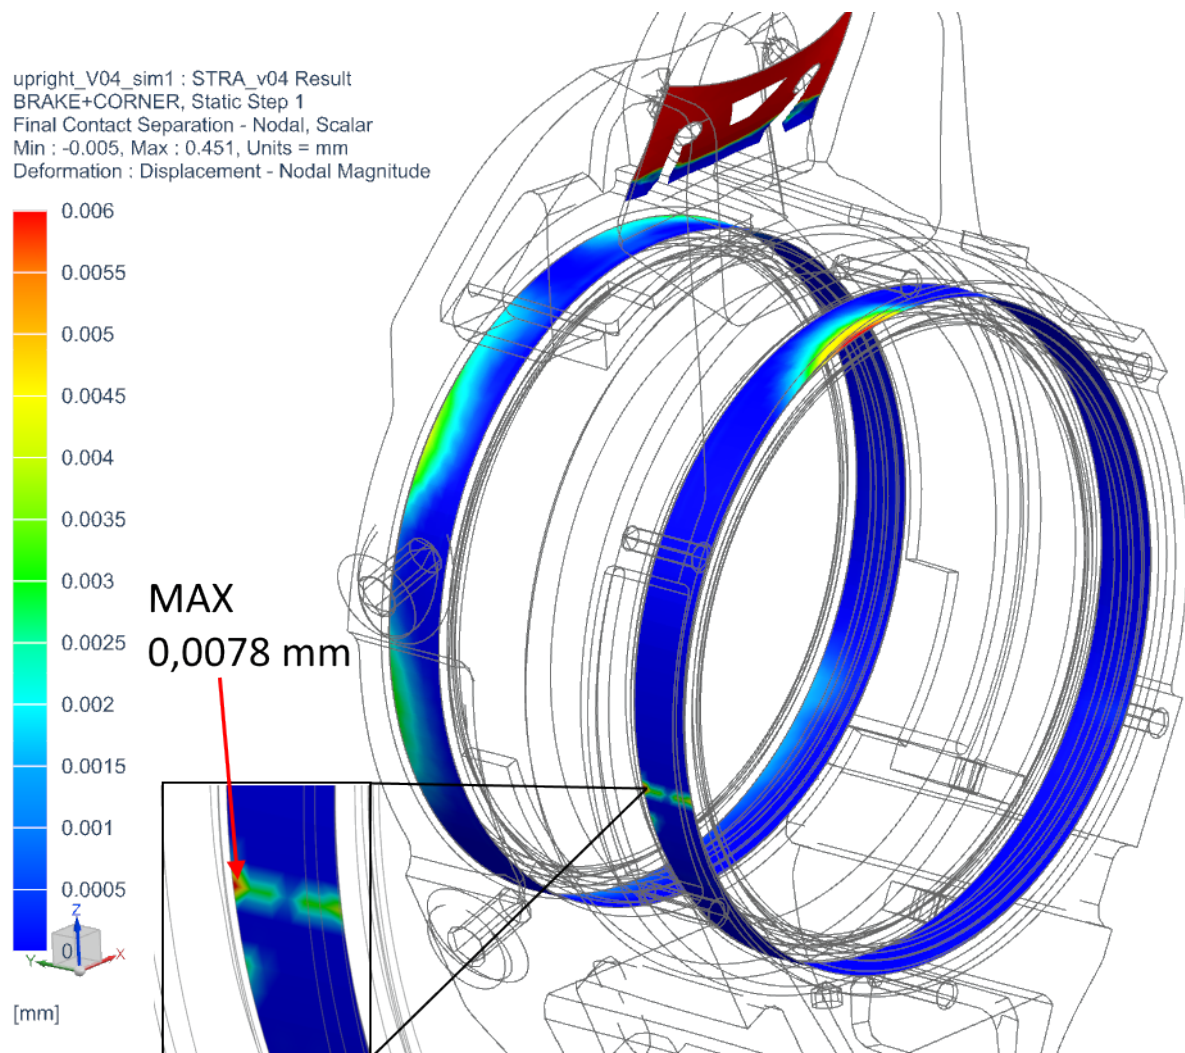 upright_V04_sim1 : STRA_v04 Result
BRAKE+CORNER, Static Step 1
Final Contact Separation - Nodal, Scalar
Min : -0.005, Max : 0.451, Units = mm
Deformation : Displacement - Nodal Magnitude
0.006
0.0055
0.005
0.0045
0.004
0.0035
0.003
0.0025
0.002
0.0015
0.001
0.0005
0
[mm]
Z
Y
X
MAX
0,0078 mm